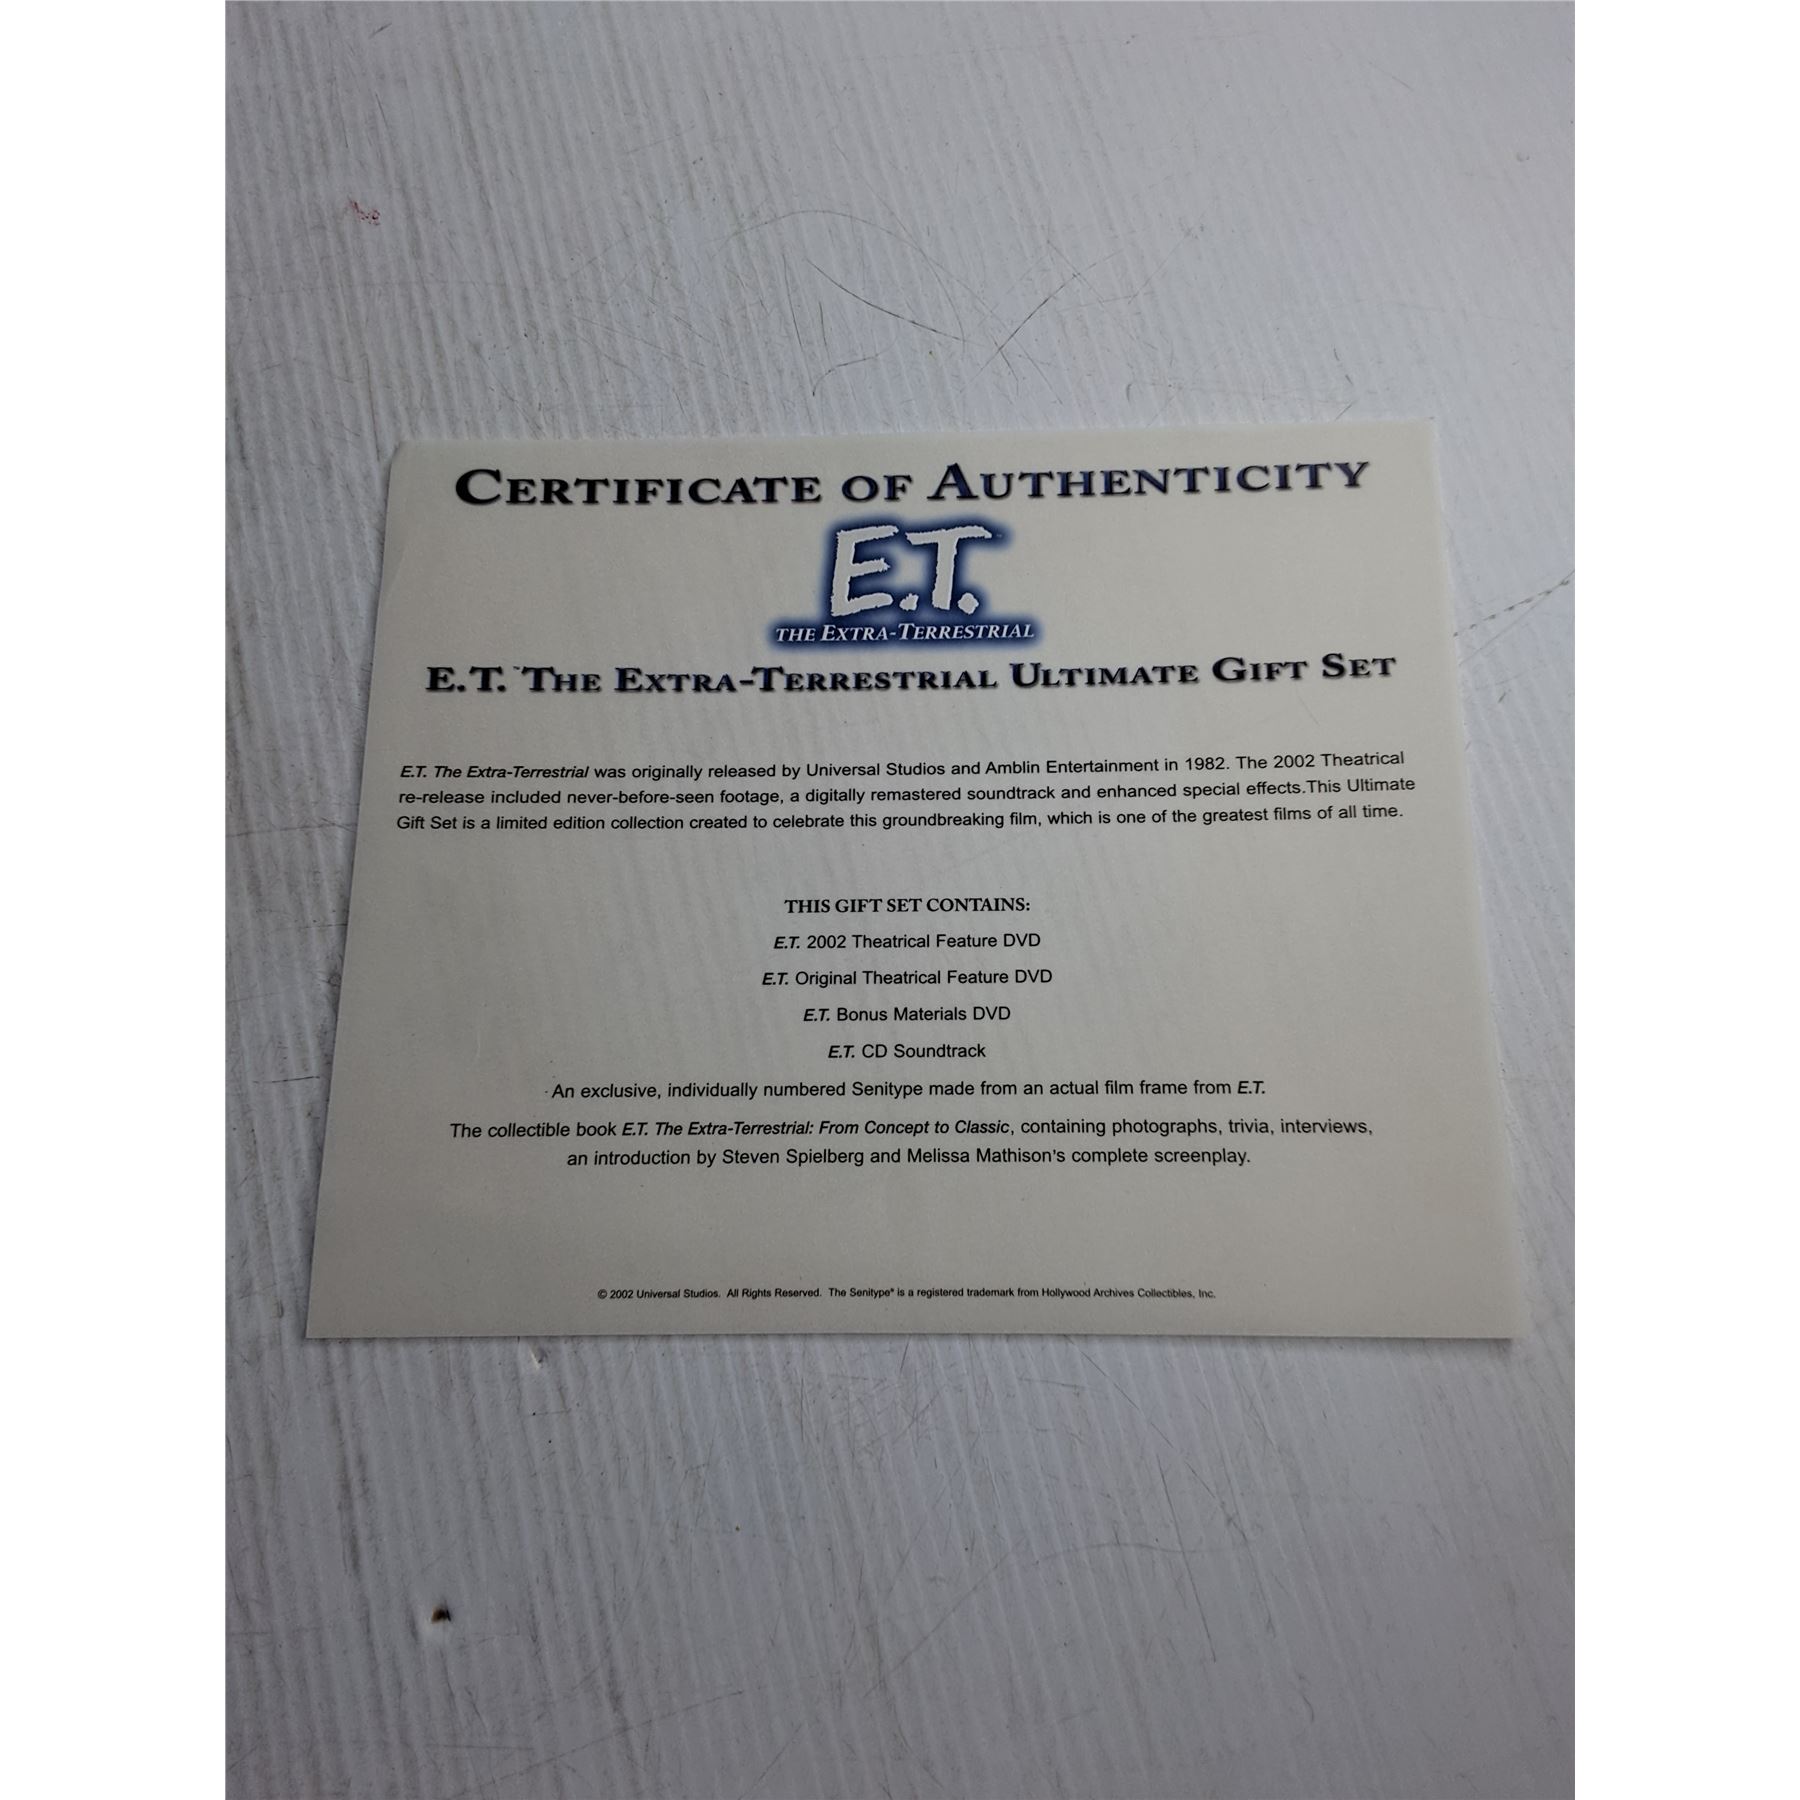 CERTIFICATE OF AUTHENTICITY
E.T.™
THE EXTRA-TERRESTRIAL
E.T.™ THE EXTRA-TERRESTRIAL ULTIMATE GIFT SET
E.T. The Extra-Terrestrial was originally released by Universal Studios and Amblin Entertainment in 1982. The 2002 Theatrical
re-release included never-before-seen footage, a digitally remastered soundtrack and enhanced special effects.This Ultimate
Gift Set is a limited edition collection created to celebrate this groundbreaking film, which is one of the greatest films of all time.
THIS GIFT SET CONTAINS:
E.T. 2002 Theatrical Feature DVD
E.T. Original Theatrical Feature DVD
E.T. Bonus Materials DVD
E.T. CD Soundtrack
An exclusive, individually numbered Senitype made from an actual film frame from E.T.
The collectible book E.T. The Extra-Terrestrial: From Concept to Classic, containing photographs, trivia, interviews,
an introduction by Steven Spielberg and Melissa Mathison's complete screenplay.
© 2002 Universal Studios. All Rights Reserved. The Senitype® is a registered trademark from Hollywood Archives Collectibles, Inc.